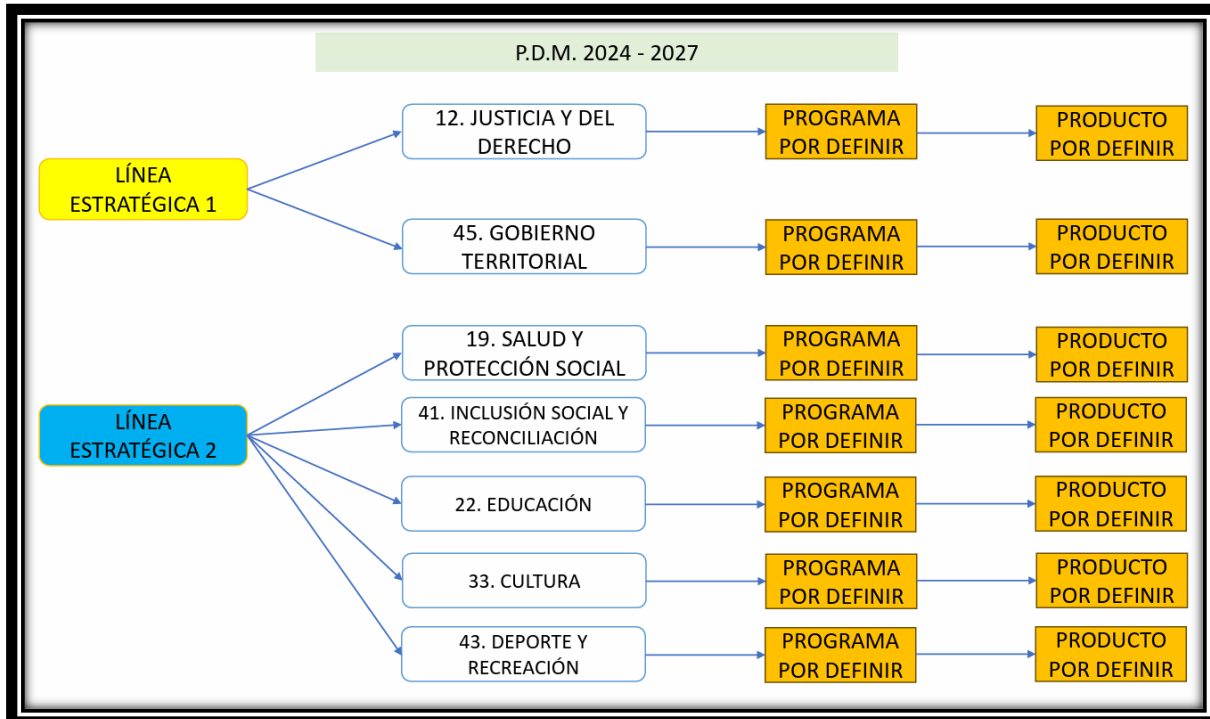 P.D.M. 2024 - 2027
LÍNEA
ESTRATÉGICA 1
12. JUSTICIA Y DEL
DERECHO
PROGRAMA
POR DEFINIR
PRODUCTO
POR DEFINIR
45. GOBIERNO
TERRITORIAL
PROGRAMA
POR DEFINIR
PRODUCTO
POR DEFINIR
LÍNEA
ESTRATÉGICA 2
19. SALUD Y
PROTECCIÓN SOCIAL
PROGRAMA
POR DEFINIR
PRODUCTO
POR DEFINIR
41. INCLUSIÓN SOCIAL Y
RECONCILIACIÓN
PROGRAMA
POR DEFINIR
PRODUCTO
POR DEFINIR
22. EDUCACIÓN
PROGRAMA
POR DEFINIR
PRODUCTO
POR DEFINIR
33. CULTURA
PROGRAMA
POR DEFINIR
PRODUCTO
POR DEFINIR
43. DEPORTE Y
RECREACIÓN
PROGRAMA
POR DEFINIR
PRODUCTO
POR DEFINIR